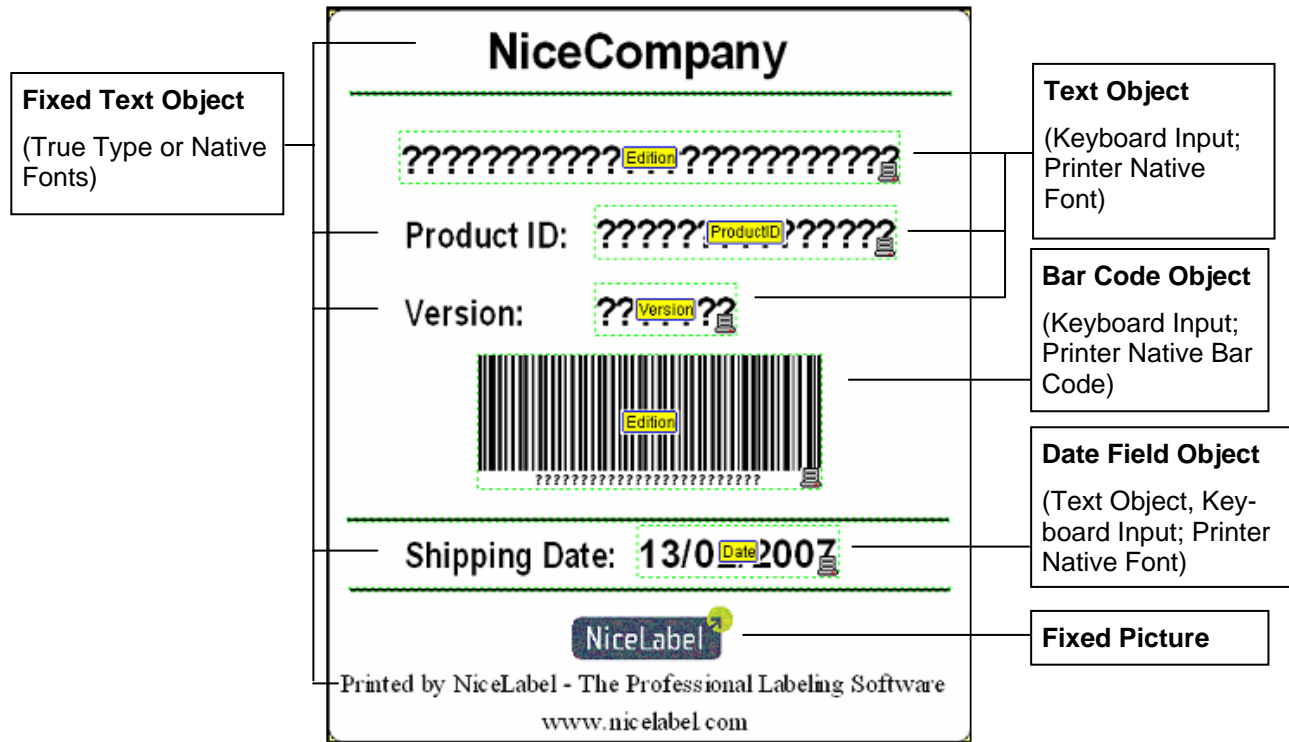 NiceCompany
Fixed Text Object
(True Type or Native
Fonts)
Text Object
(Keyboard Input;
Printer Native
Font)
??????????? Edition ???????????
Product ID: ?????? ProductID ??????
Version: ?? Version ??
Bar Code Object
(Keyboard Input;
Printer Native Bar
Code)
Edition
?????????????????????????
Date Field Object
(Text Object, Key-
board Input; Printer
Native Font)
Shipping Date: 13/0 Date 2007
Fixed Picture
NiceLabel
Printed by NiceLabel - The Professional Labeling Software
www.nicelabel.com